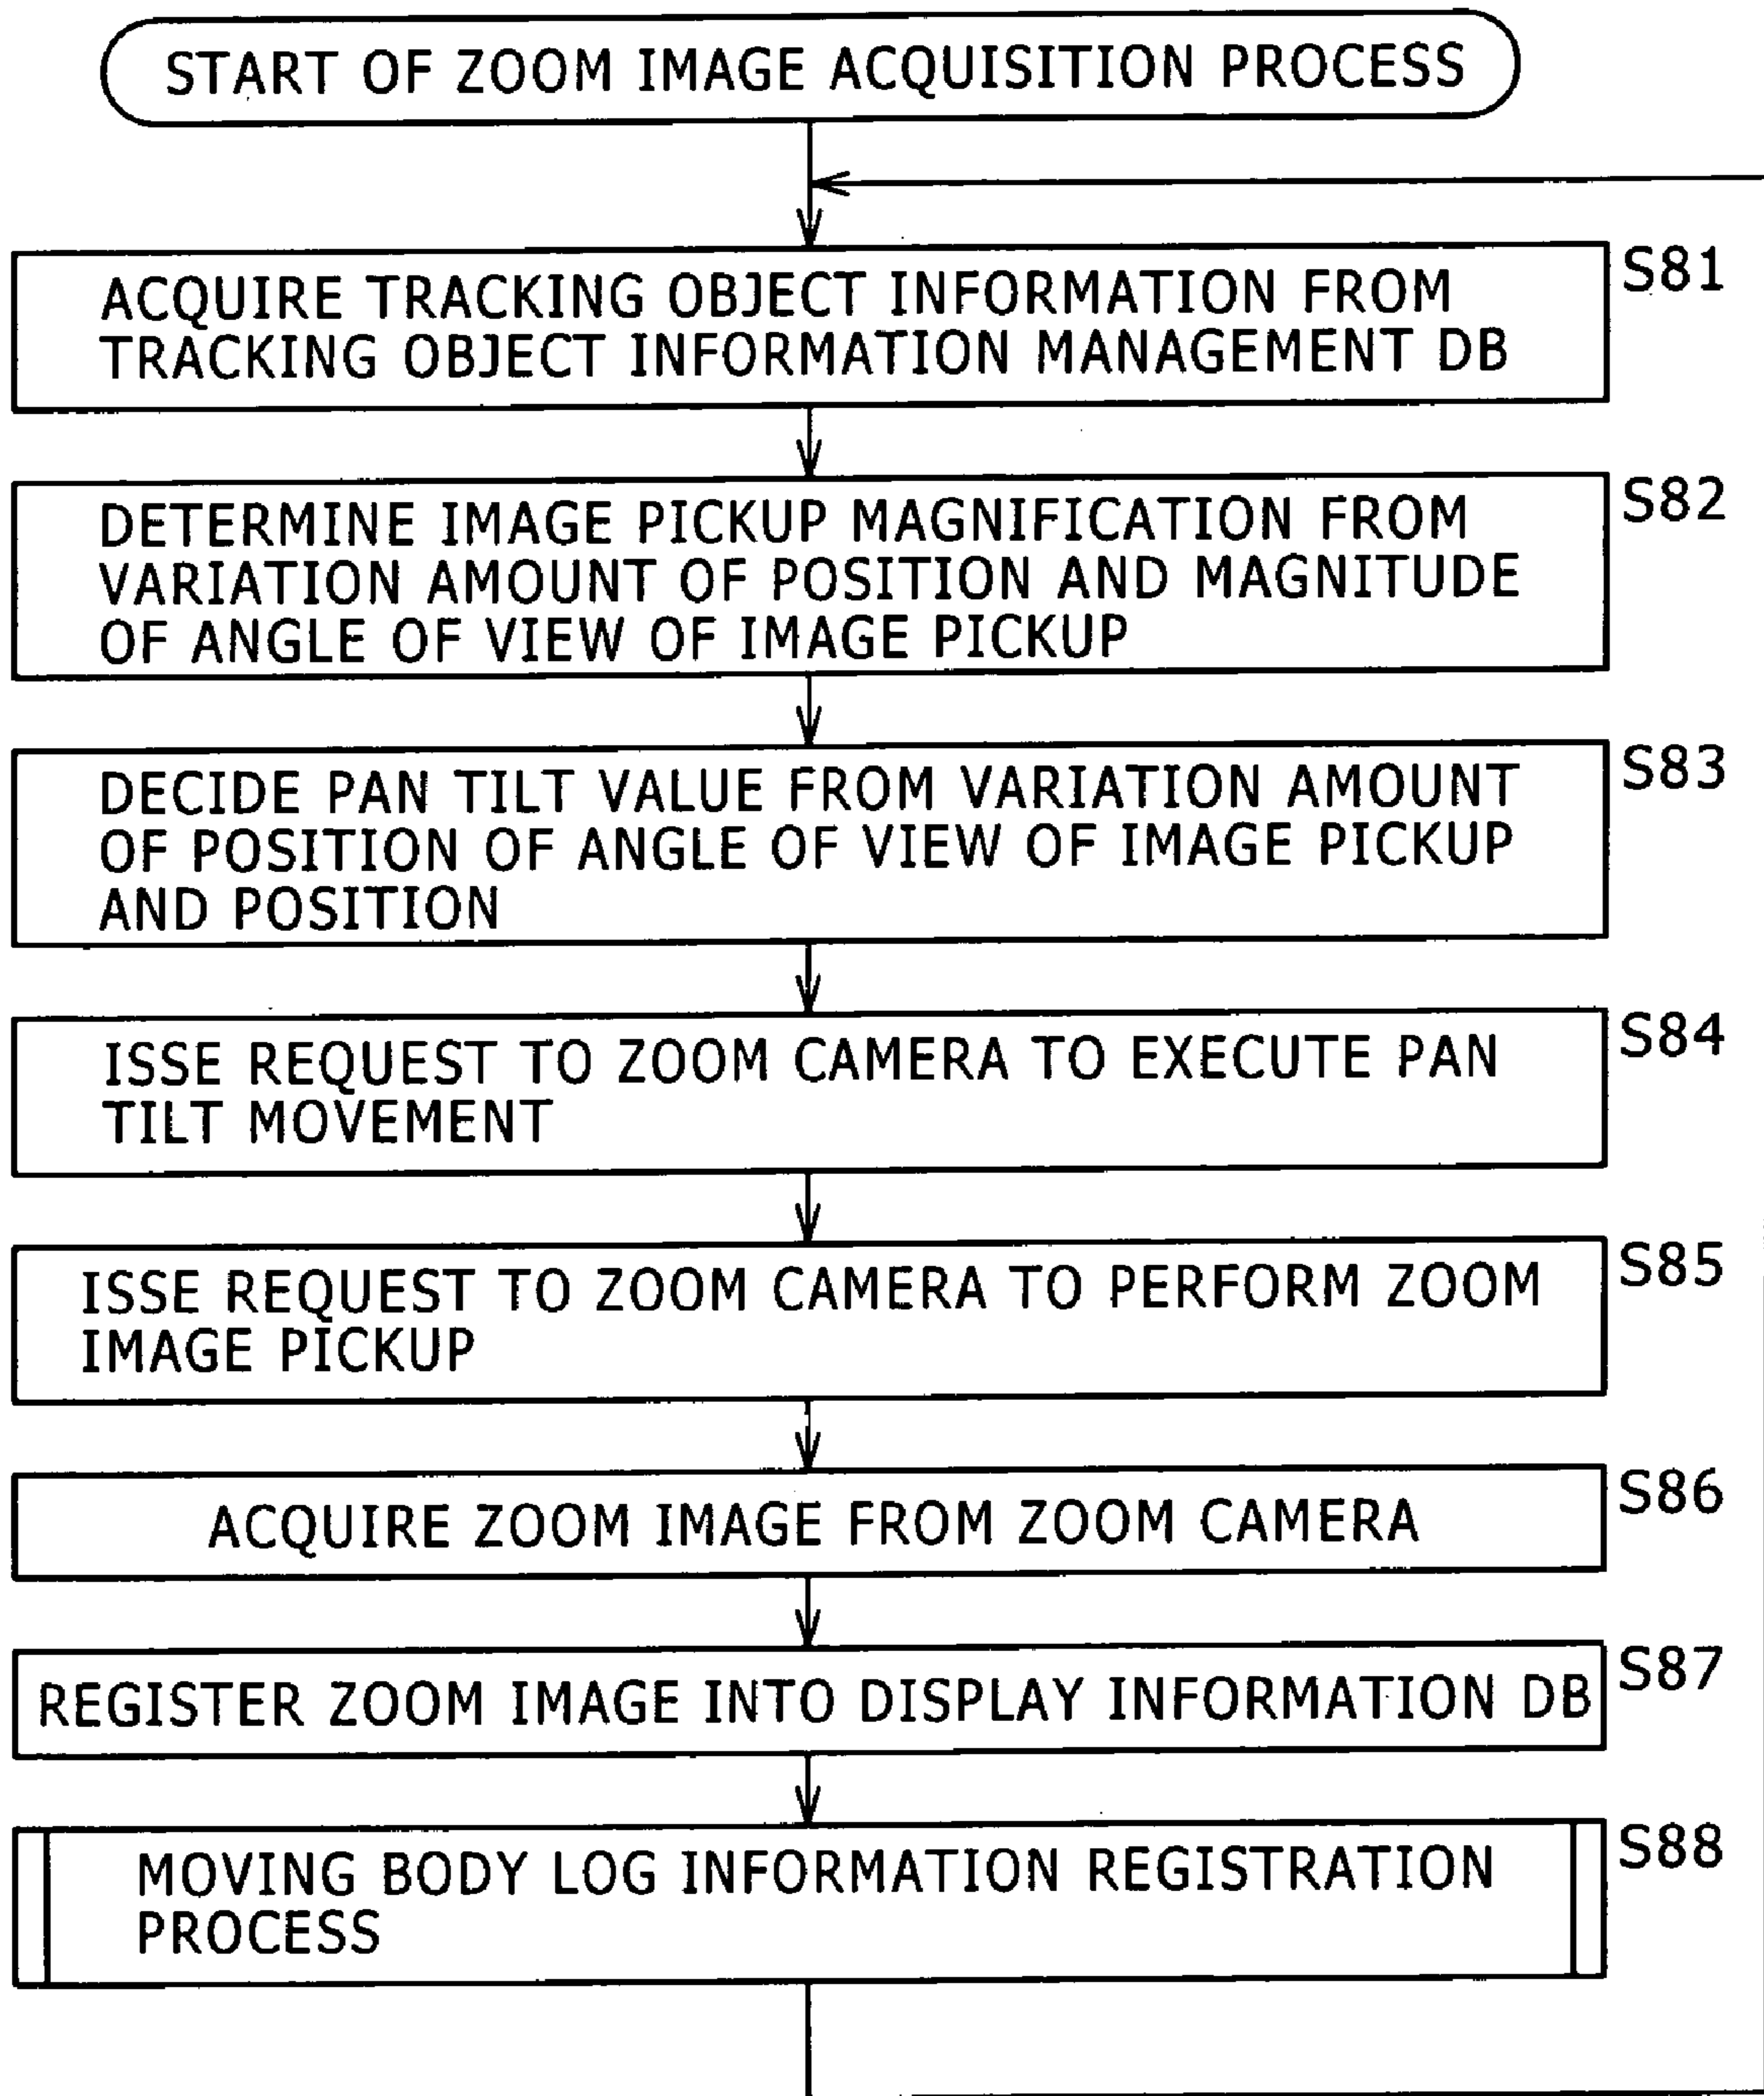 START OF ZOOM IMAGE ACQUISITION PROCESS
ACQUIRE TRACKING OBJECT INFORMATION FROM
TRACKING OBJECT INFORMATION MANAGEMENT DB
S81
DETERMINE IMAGE PICKUP MAGNIFICATION FROM
VARIATION AMOUNT OF POSITION AND MAGNITUDE
OF ANGLE OF VIEW OF IMAGE PICKUP
S82
DECIDE PAN TILT VALUE FROM VARIATION AMOUNT
OF POSITION OF ANGLE OF VIEW OF IMAGE PICKUP
AND POSITION
S83
ISSE REQUEST TO ZOOM CAMERA TO EXECUTE PAN
TILT MOVEMENT
S84
ISSE REQUEST TO ZOOM CAMERA TO PERFORM ZOOM
IMAGE PICKUP
S85
ACQUIRE ZOOM IMAGE FROM ZOOM CAMERA
S86
REGISTER ZOOM IMAGE INTO DISPLAY INFORMATION DB
S87
MOVING BODY LOG INFORMATION REGISTRATION
PROCESS
S88